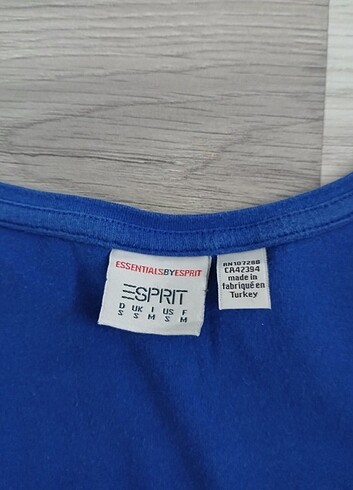 ESSENTIALSBYESPRIT
ESPRIT
D UK I US F
S S M S M
RN107288
CA42394
made in
fabriqué en
Turkey